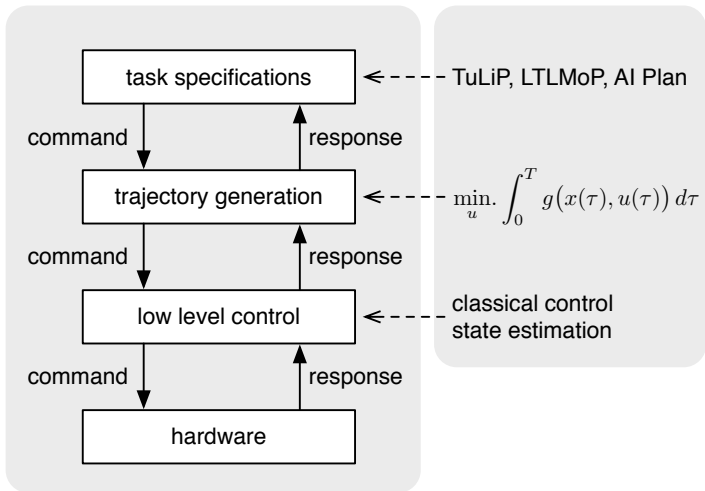 task specifications
TuLiP, LTLMoP, AI Plan
command
response
trajectory generation
min. ∫₀ᵀ g(x(τ), u(τ)) dτ
u
command
response
low level control
classical control
state estimation
command
response
hardware